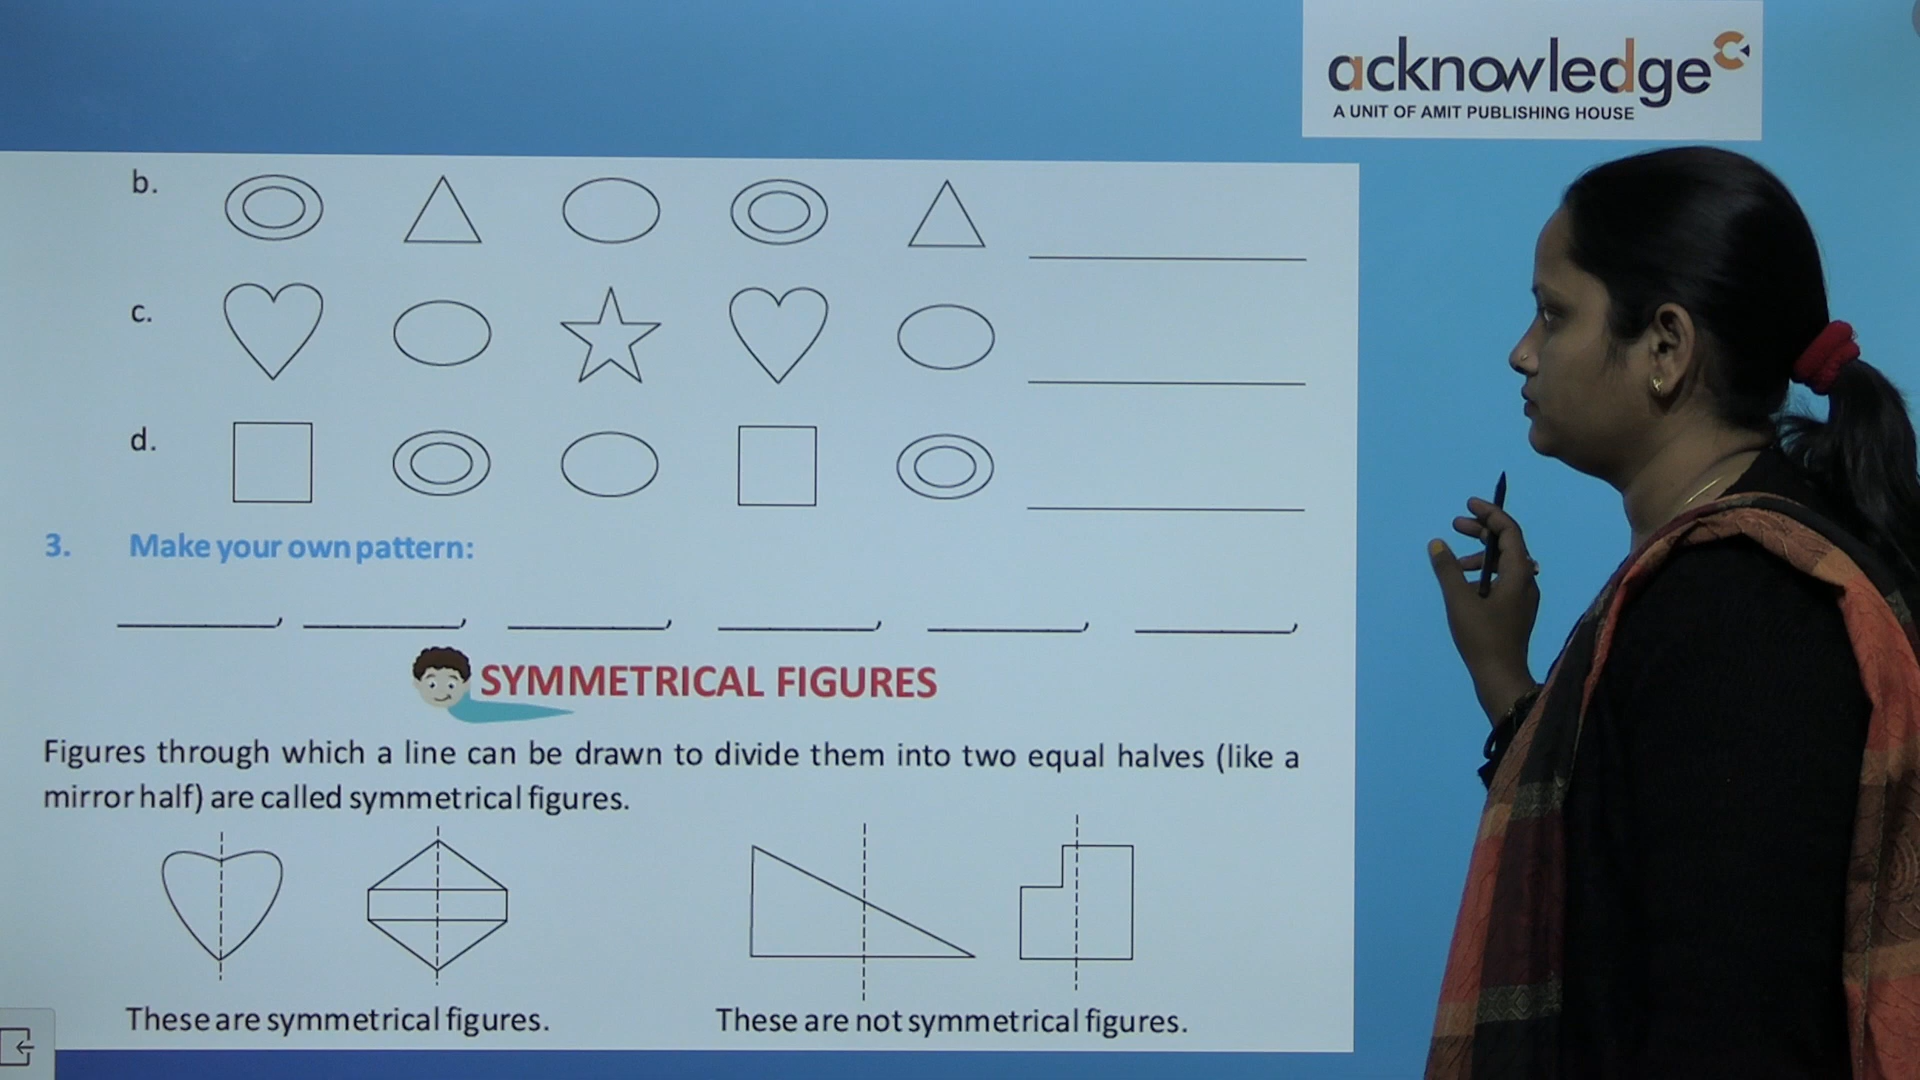 acknowledge
A UNIT OF AMIT PUBLISHING HOUSE
b.
c.
d.
3. Make your own pattern:
SYMMETRICAL FIGURES
Figures through which a line can be drawn to divide them into two equal halves (like a
mirror half) are called symmetrical figures.
These are symmetrical figures.
These are not symmetrical figures.